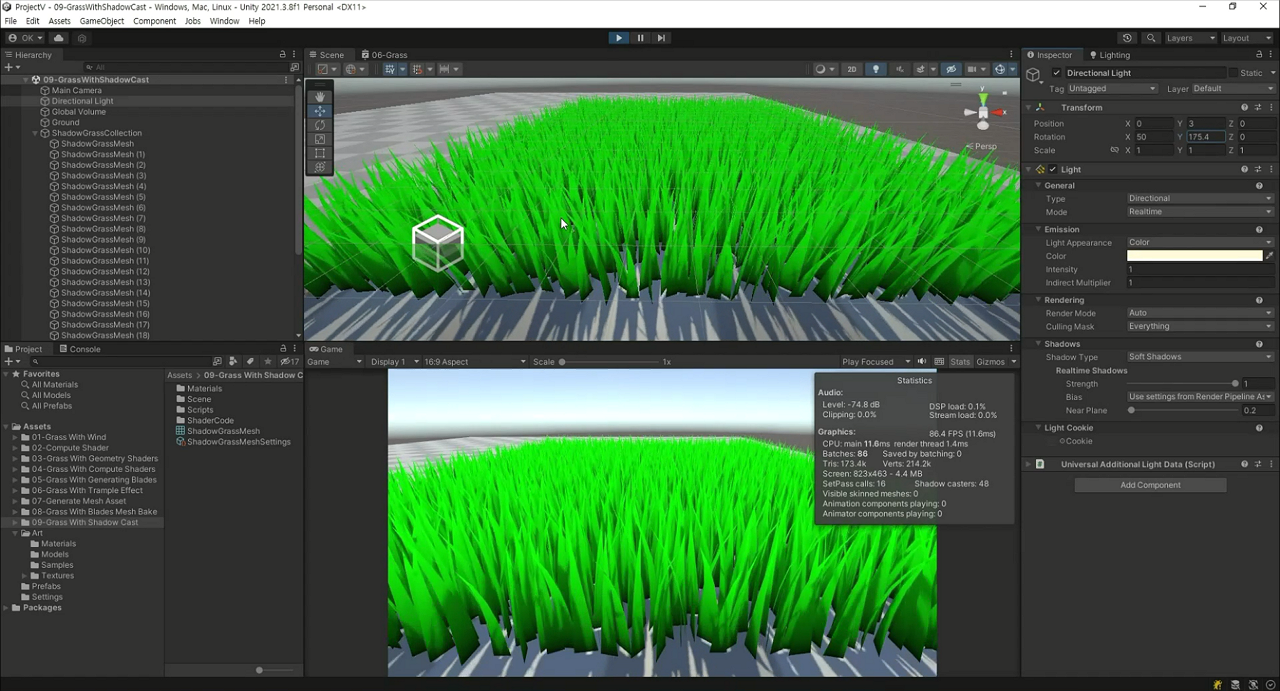 ProjectV - 09-GrassWithShadowCast - Windows, Mac, Linux - Unity 2021.3.8f1 Personal <DX11>
File Edit Assets GameObject Component Jobs Window Help
OK
Layers Layout
Hierarchy
All
09-GrassWithShadowCast
Main Camera
Directional Light
Global Volume
Ground
ShadowGrassCollection
ShadowGrassMesh
ShadowGrassMesh (1)
ShadowGrassMesh (2)
ShadowGrassMesh (3)
ShadowGrassMesh (4)
ShadowGrassMesh (5)
ShadowGrassMesh (6)
ShadowGrassMesh (7)
ShadowGrassMesh (8)
ShadowGrassMesh (9)
ShadowGrassMesh (10)
ShadowGrassMesh (11)
ShadowGrassMesh (12)
ShadowGrassMesh (13)
ShadowGrassMesh (14)
ShadowGrassMesh (15)
ShadowGrassMesh (16)
ShadowGrassMesh (17)
ShadowGrassMesh (18)
Scene 06-Grass
2D
y
x
Persp
Project Console
17
Favorites
All Materials
All Models
All Prefabs
Assets
01-Grass With Wind
02-Compute Shader
03-Grass With Geometry Shaders
04-Grass With Compute Shaders
05-Grass With Generating Blades
06-Grass With Trample Effect
07-Generate Mesh Asset
08-Grass With Blades Mesh Bake
09-Grass With Shadow Cast
Art
Materials
Models
Samples
Textures
Prefabs
Settings
Packages
Assets > 09-Grass With Shadow C
Materials
Scene
Scripts
ShaderCode
ShadowGrassMesh
ShadowGrassMeshSettings
Game
Game Display 1 16:9 Aspect Scale 1x Play Focused Stats Gizmos
Statistics
Audio:
Level: -74.8 dB DSP load: 0.1%
Clipping: 0.0% Stream load: 0.0%
Graphics: 86.4 FPS (11.6ms)
CPU: main 11.6ms render thread 1.4ms
Batches: 86 Saved by batching: 0
Tris: 173.4k Verts: 214.2k
Screen: 823x463 - 4.4 MB
SetPass calls: 16 Shadow casters: 48
Visible skinned meshes: 0
Animation components playing: 0
Animator components playing: 0
Inspector Lighting
Directional Light Static
Tag Untagged Layer Default
Transform
Position X 0 Y 3 Z 0
Rotation X 50 Y 175.4 Z 0
Scale X 1 Y 1 Z 1
Light
General
Type Directional
Mode Realtime
Emission
Light Appearance Color
Color
Intensity 1
Indirect Multiplier 1
Rendering
Render Mode Auto
Culling Mask Everything
Shadows
Shadow Type Soft Shadows
Realtime Shadows
Strength 1
Bias Use settings from Render Pipeline As
Near Plane 0.2
Light Cookie
Cookie
Universal Additional Light Data (Script)
Add Component